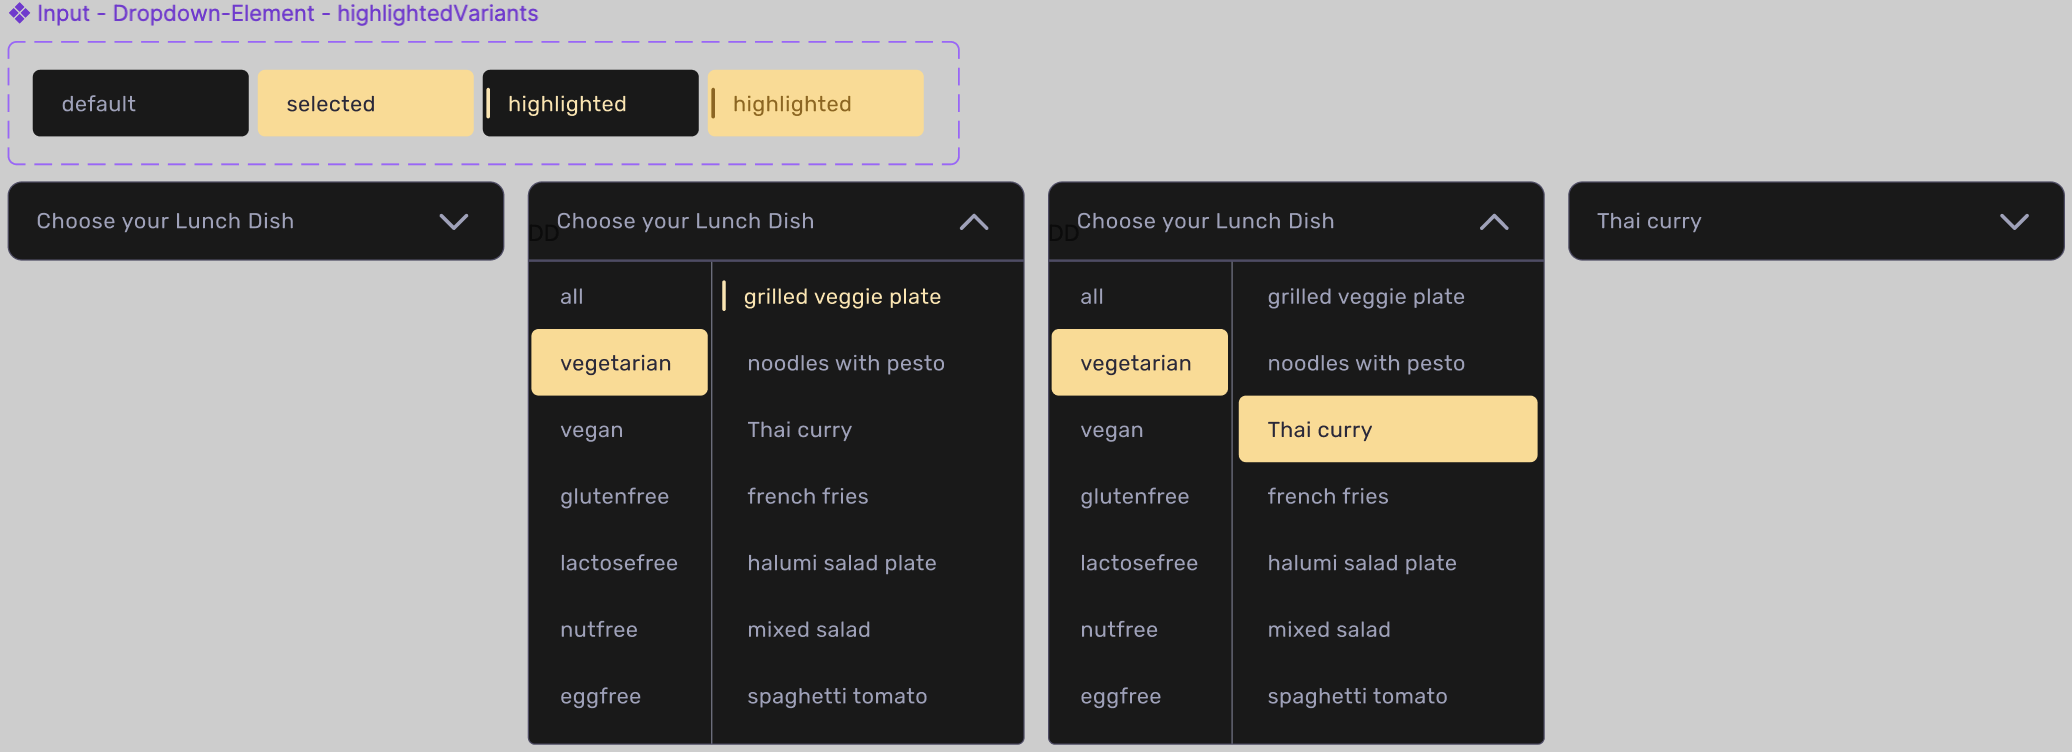 Input - Dropdown-Element - highlightedVariants
default
selected
highlighted
highlighted
Choose your Lunch Dish
DD
Choose your Lunch Dish
all
vegetarian
vegan
glutenfree
lactosefree
nutfree
eggfree
grilled veggie plate
noodles with pesto
Thai curry
french fries
halumi salad plate
mixed salad
spaghetti tomato
DD
Choose your Lunch Dish
all
vegetarian
vegan
glutenfree
lactosefree
nutfree
eggfree
grilled veggie plate
noodles with pesto
Thai curry
french fries
halumi salad plate
mixed salad
spaghetti tomato
Thai curry